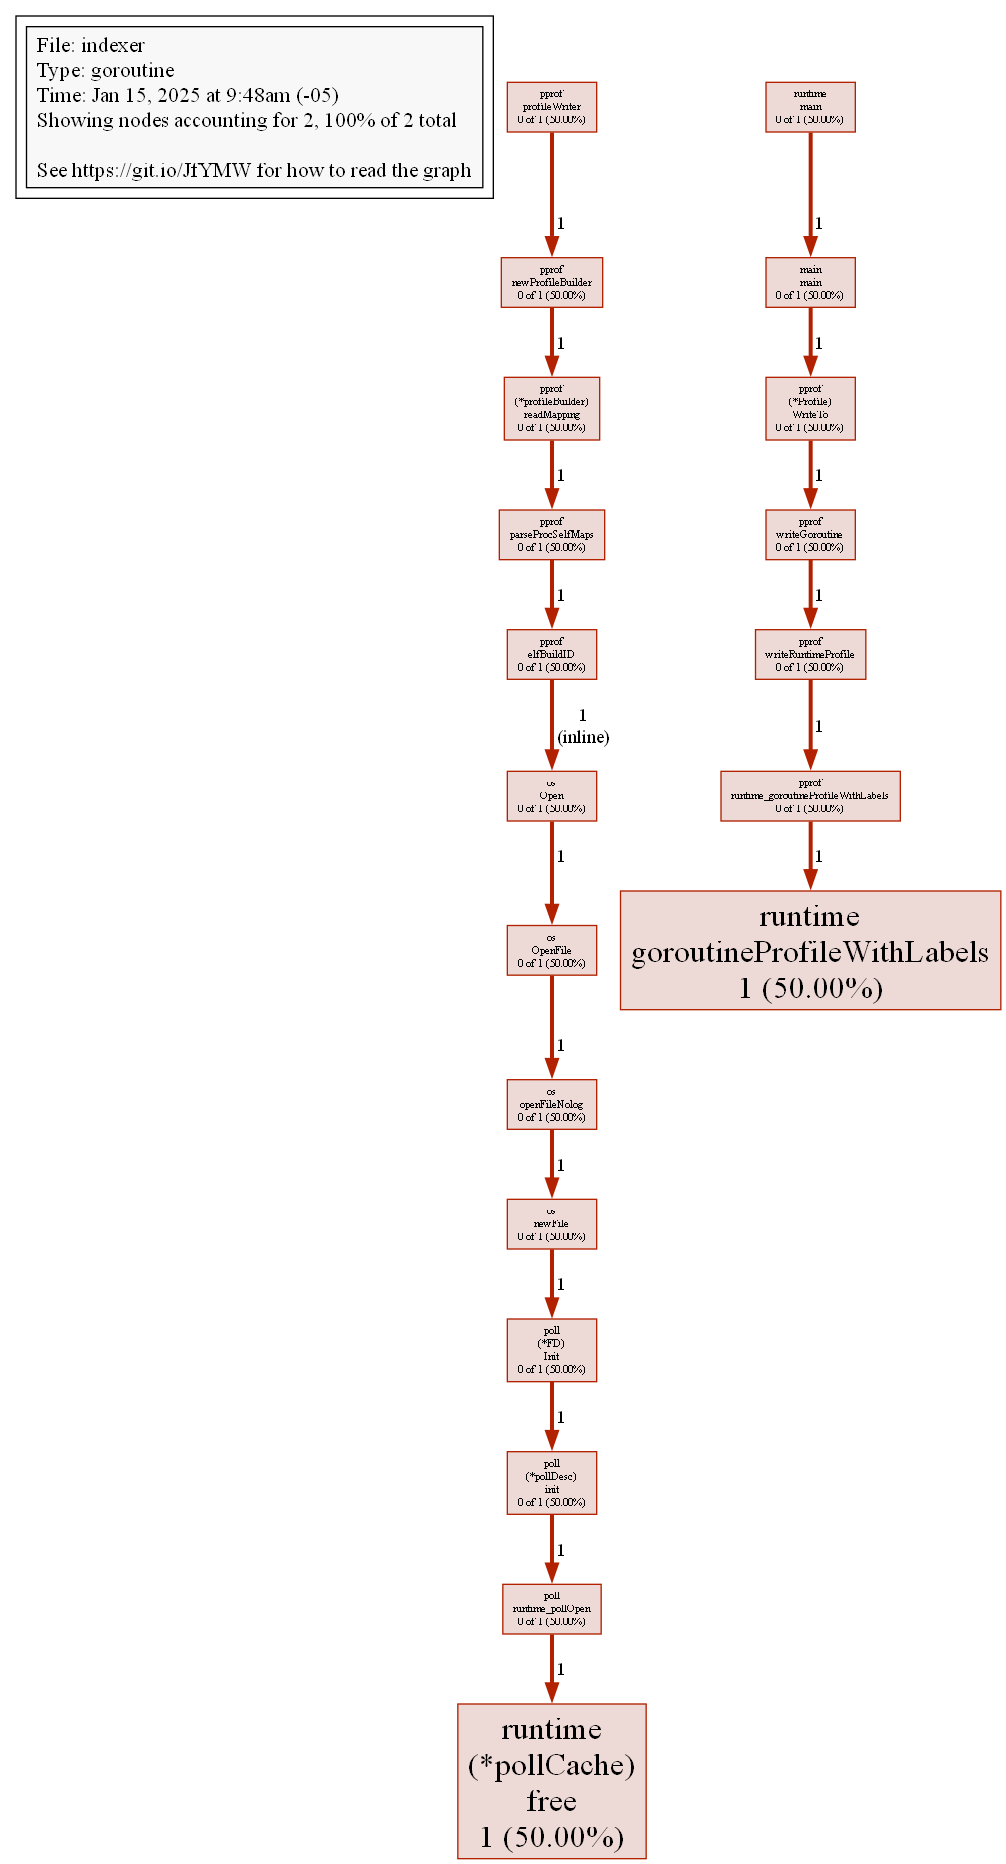 File: indexer
Type: goroutine
Time: Jan 15, 2025 at 9:48am (-05)
Showing nodes accounting for 2, 100% of 2 total
See https://git.io/JfYMW for how to read the graph
pprof
profileWriter
0 of 1 (50.00%)
1
pprof
newProfileBuilder
0 of 1 (50.00%)
1
pprof
(*profileBuilder)
readMapping
0 of 1 (50.00%)
1
pprof
parseProcSelfMaps
0 of 1 (50.00%)
1
pprof
elfBuildID
0 of 1 (50.00%)
1
(inline)
os
Open
0 of 1 (50.00%)
1
os
OpenFile
0 of 1 (50.00%)
1
os
openFileNolog
0 of 1 (50.00%)
1
os
newFile
0 of 1 (50.00%)
1
poll
(*FD)
Init
0 of 1 (50.00%)
1
poll
(*pollDesc)
init
0 of 1 (50.00%)
1
poll
runtime_pollOpen
0 of 1 (50.00%)
1
runtime
(*pollCache)
free
1 (50.00%)
runtime
main
0 of 1 (50.00%)
1
main
main
0 of 1 (50.00%)
1
pprof
(*Profile)
WriteTo
0 of 1 (50.00%)
1
pprof
writeGoroutine
0 of 1 (50.00%)
1
pprof
writeRuntimeProfile
0 of 1 (50.00%)
1
pprof
runtime_goroutineProfileWithLabels
0 of 1 (50.00%)
1
runtime
goroutineProfileWithLabels
1 (50.00%)